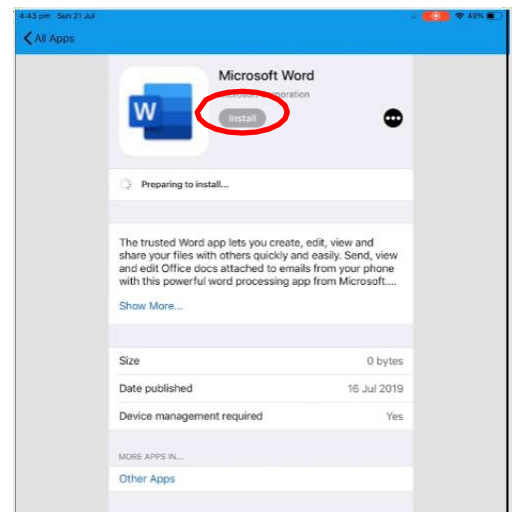 4:43 pm Sun 21 Jul
49%
All Apps
Microsoft Word
W
Corporation
Install
Preparing to install...
The trusted Word app lets you create, edit, view and
share your files with others quickly and easily. Send, view
and edit Office docs attached to emails from your phone
with this powerful word processing app from Microsoft....
Show More...
Size 0 bytes
Date published 16 Jul 2019
Device management required Yes
MORE APPS IN...
Other Apps